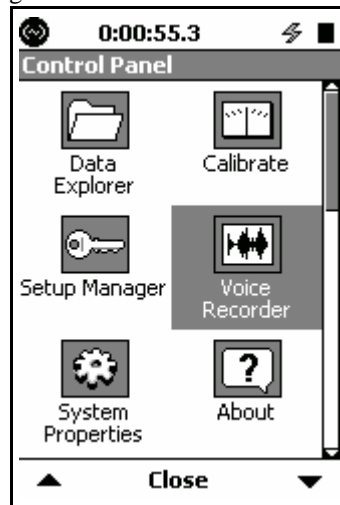 0:00:55.3
Control Panel
Data
Explorer
Calibrate
Setup Manager
Voice
Recorder
?
System
Properties
About
Close